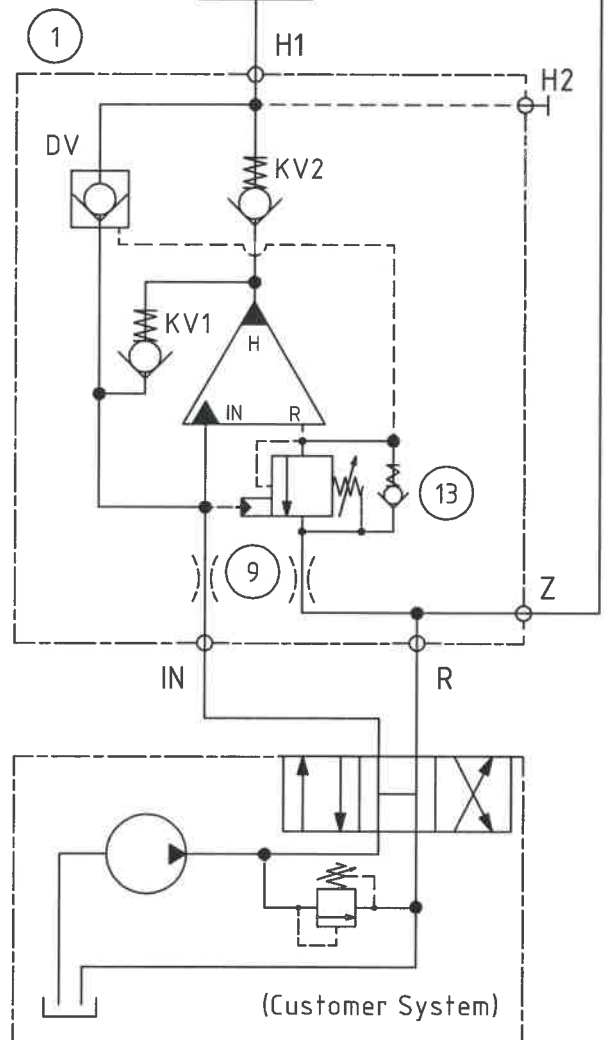 1
H1
H2
DV
KV2
KV1
H
IN
R
13
9
Z
IN
R
(Customer System)